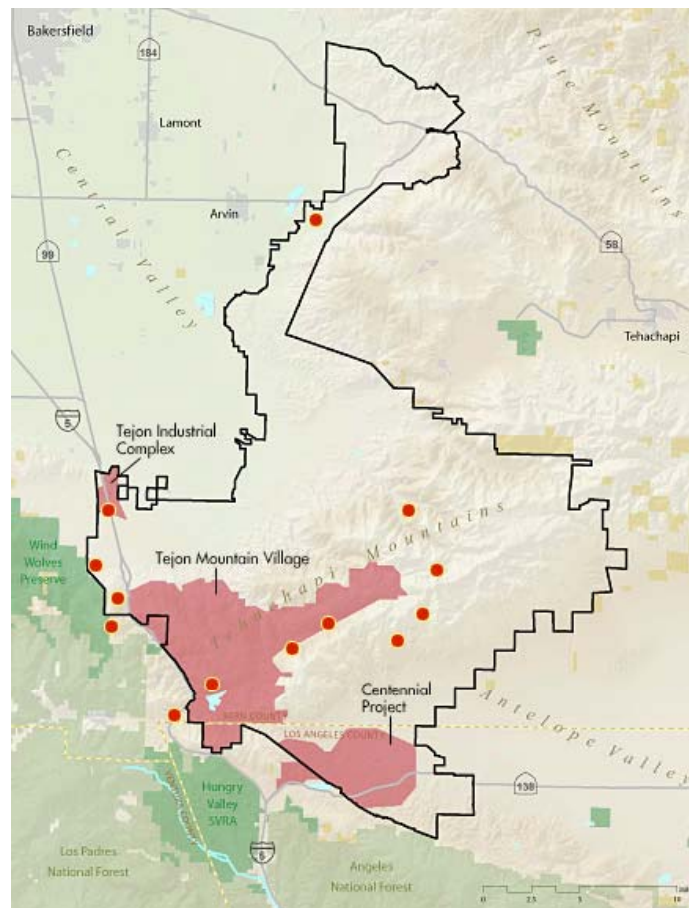 Bakersfield
184
Piute Mountains
Lamont
Central Valley
Arvin
99
58
Tehachapi
5
Tejon Industrial
Complex
Wind
Wolves
Preserve
Tejon Mountain Village
Tehachapi Mountains
Centennial
Project
Antelope Valley
KERN COUNTY
LOS ANGELES COUNTY
VENTURA COUNTY
138
Hungry
Valley
SVRA
5
Los Padres
National Forest
Angeles
National Forest
0 2.5 5 10